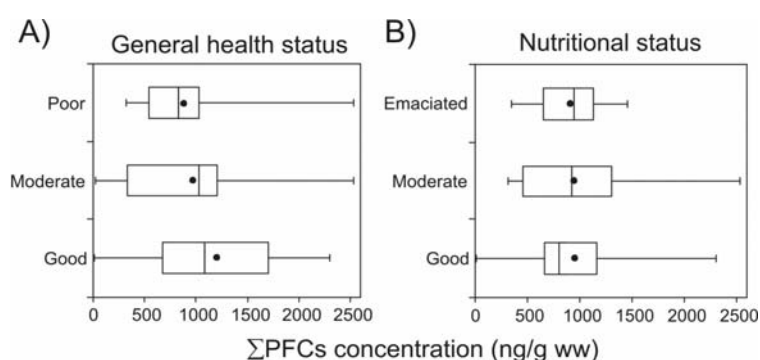 A)
General health status
Poor
Moderate
Good
0 500 1000 1500 2000 2500
B)
Nutritional status
Emaciated
Moderate
Good
0 500 1000 1500 2000 2500
∑PFCs concentration (ng/g ww)